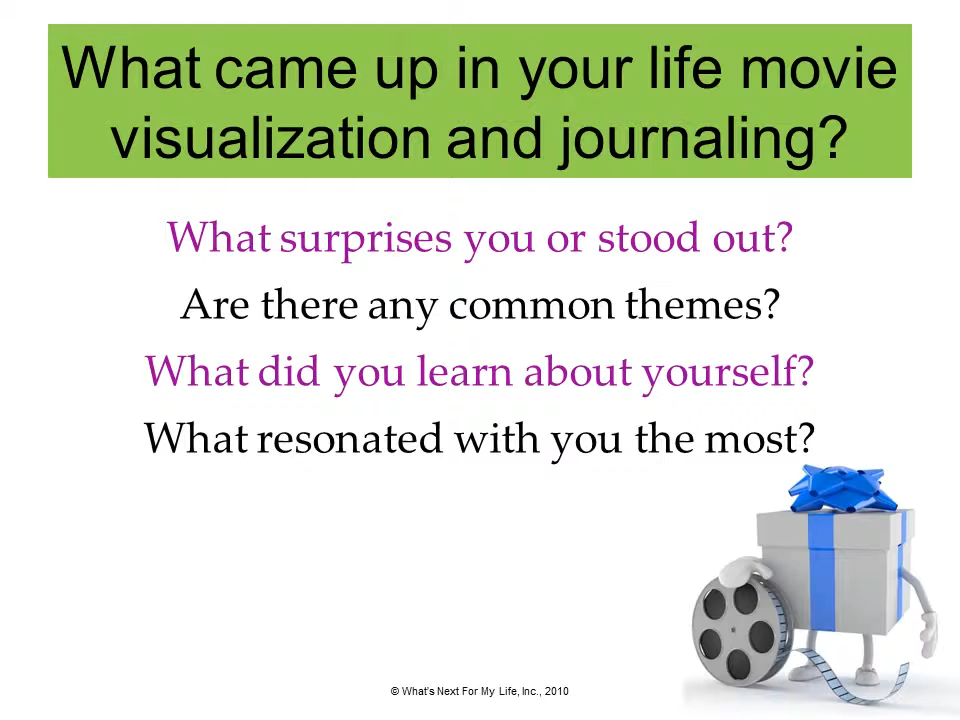 What came up in your life movie
visualization and journaling?
What surprises you or stood out?
Are there any common themes?
What did you learn about yourself?
What resonated with you the most?
© What's Next For My Life, Inc., 2010